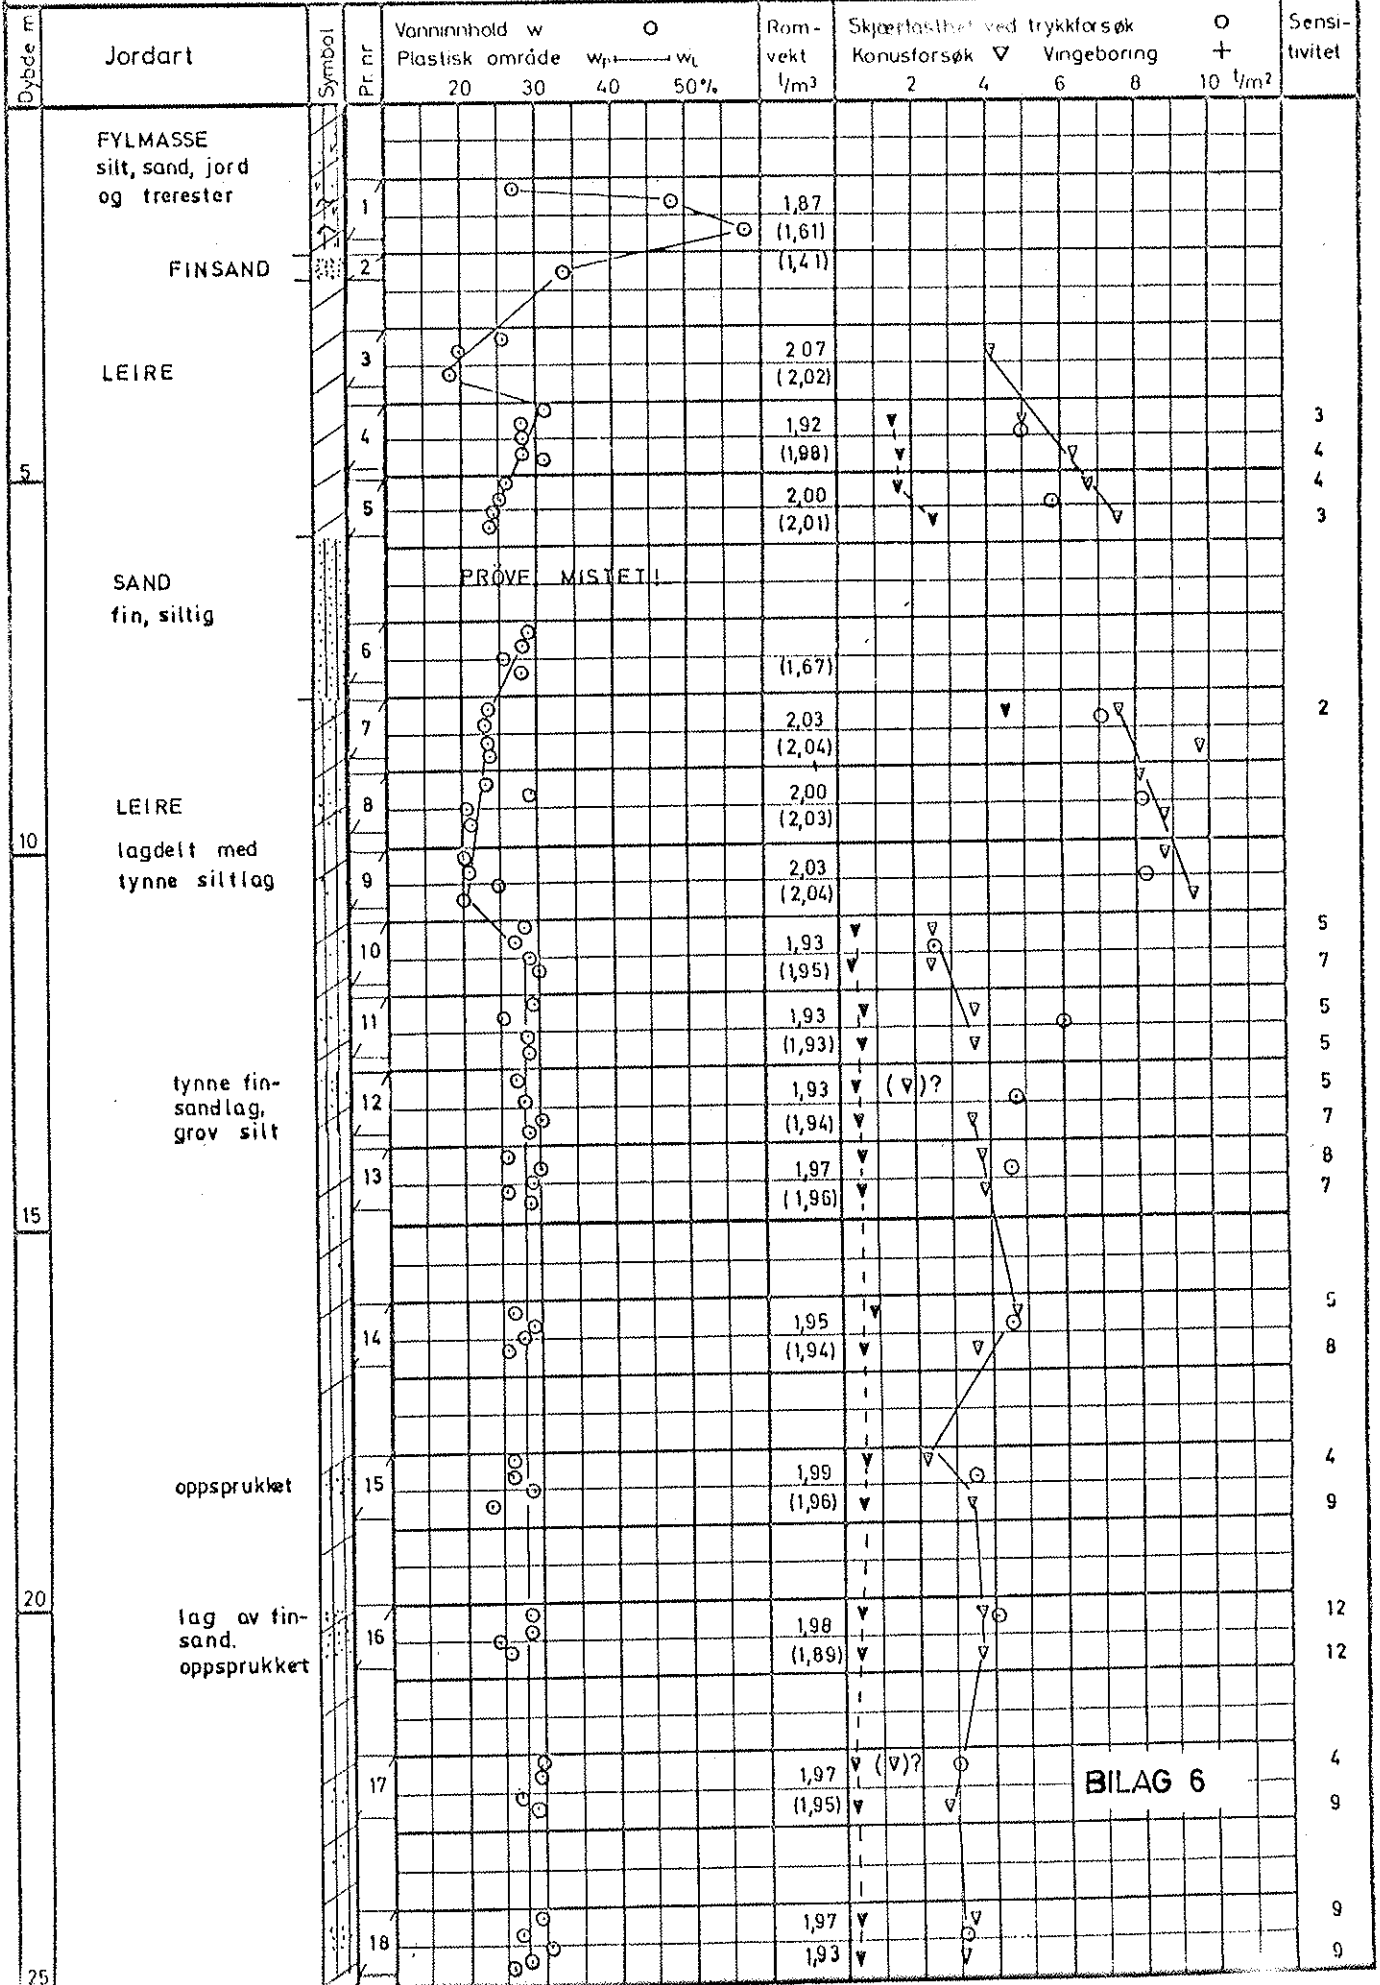 Dybde m
Jordart
Symbol
Pr. nr
Vanninnhold w O
Plastisk område wp wL
20 30 40 50%
Rom-
vekt
t/m3
Skjærfasthet ved trykkforsøk O
Konusforsøk ▽ Vingeboring +
2 4 6 8 10 t/m2
Sensi-
tivitet
FYLMASSE
silt, sand, jord
og trerester
1
1,87
(1,61)
FINSAND
2
(1,41)
LEIRE
3
2 07
(2,02)
4
1,92
(1,98)
3
4
5
5
2,00
(2,01)
4
3
SAND
fin, siltig
PRØVE MISTET!
6
(1,67)
7
2,03
(2,04)
2
LEIRE
lagdelt med
tynne siltlag
8
2,00
(2,03)
10
9
2,03
(2,04)
10
1,93
(1,95)
5
7
11
1,93
(1,93)
5
5
tynne fin-
sandlag,
grov silt
12
1,93
(1,94)
(▽)?
5
7
13
1,97
(1,96)
8
7
15
14
1,95
(1,94)
5
8
oppsprukket
15
1,99
(1,96)
4
9
20
lag av fin-
sand.
oppsprukket
16
1,98
(1,89)
12
12
17
1,97
(1,95)
(▽)?
4
9
BILAG 6
18
1,97
1,93
9
9
25